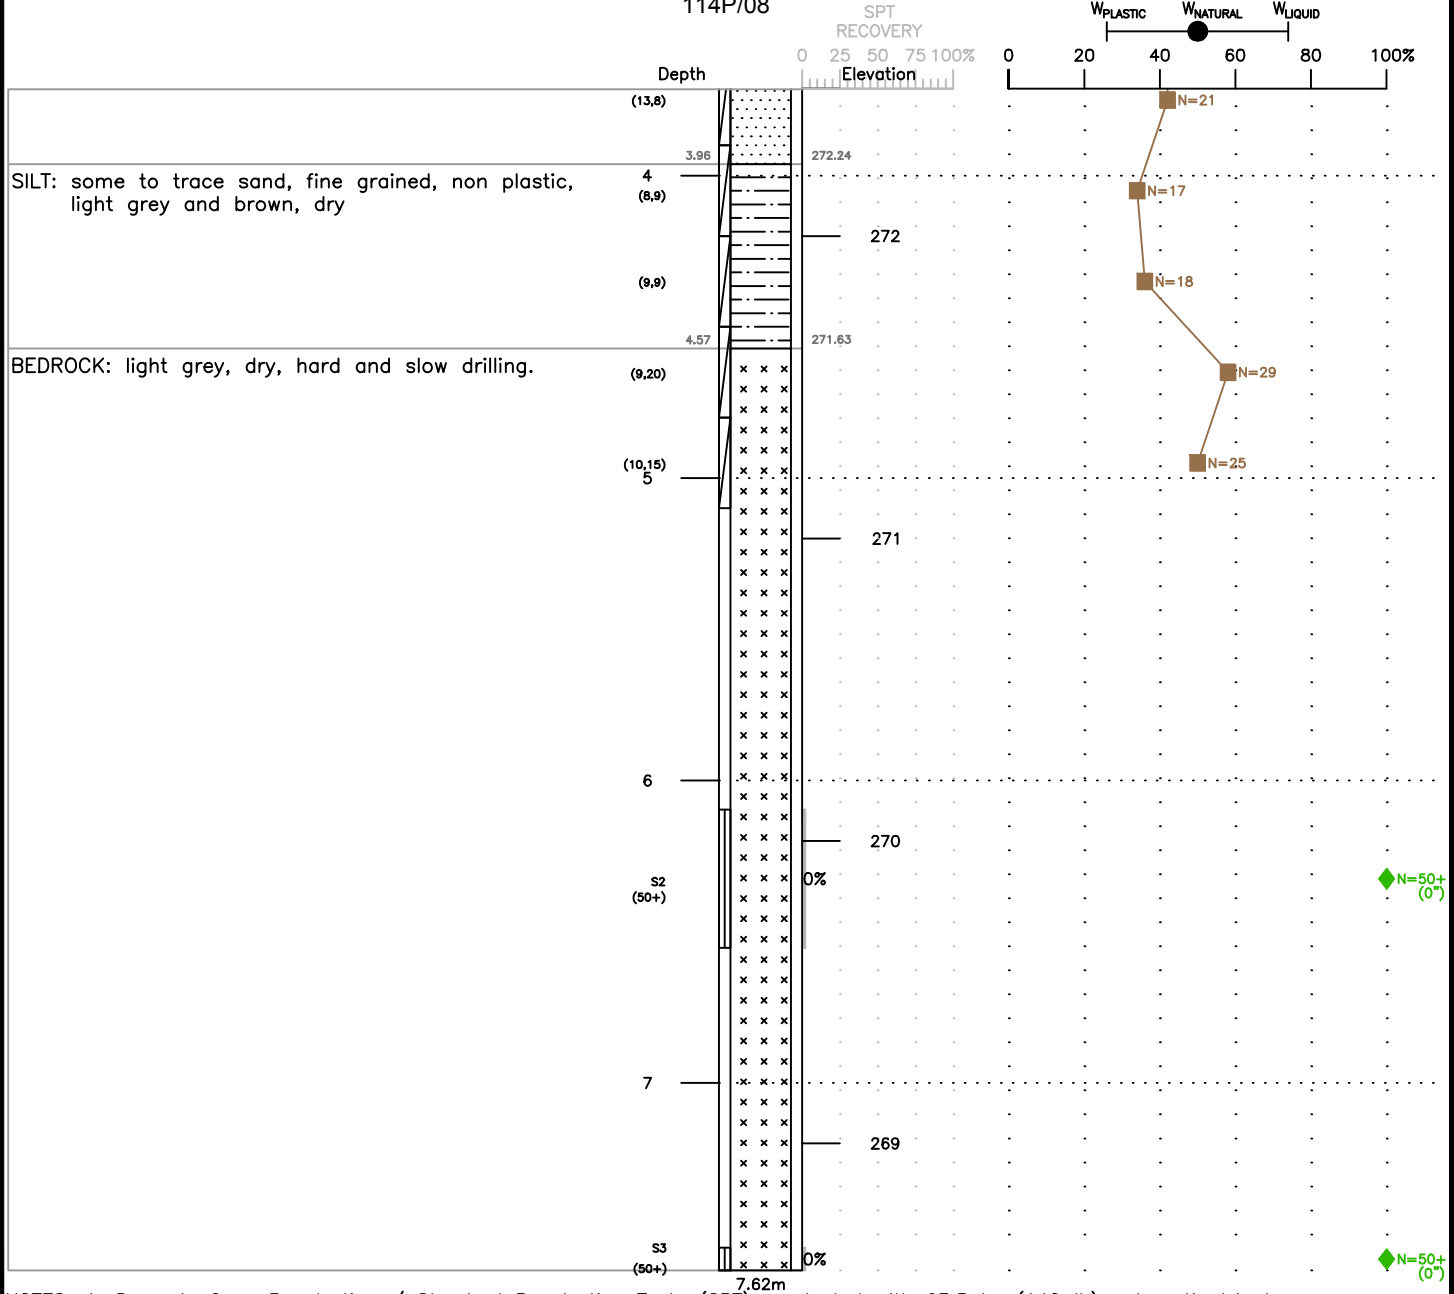 114P/08
SPT
RECOVERY
WPLASTIC WNATURAL WLIQUID
0 25 50 75 100%
0 20 40 60 80 100%
Depth Elevation
(13,8) N=21
3.96 272.24
SILT: some to trace sand, fine grained, non plastic,
light grey and brown, dry
4
(8,9) N=17
272
(9,9) N=18
4.57 271.63
BEDROCK: light grey, dry, hard and slow drilling.
(9,20) N=29
(10,15) N=25
5
271
6
270
S2 0% N=50+
(50+) (0")
7
269
S3 0% N=50+
(50+) (0")
7.62m